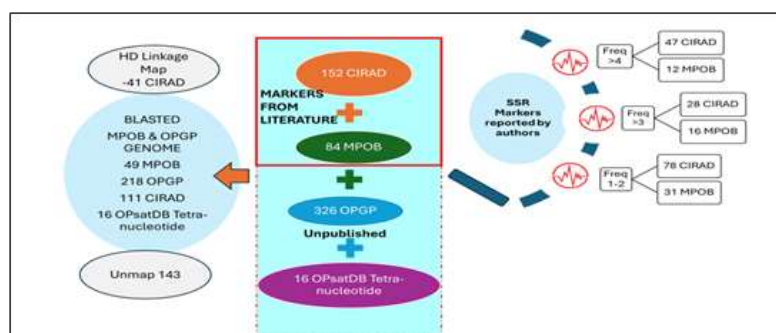 HD Linkage
Map
-41 CIRAD
BLASTED
MPOB & OPGP
GENOME
49 MPOB
218 OPGP
111 CIRAD
16 OPsatDB Tetra-
nucleotide
Unmap 143
152 CIRAD
MARKERS
FROM
LITERATURE
84 MPOB
326 OPGP
Unpublished
16 OPsatDB Tetra-
nucleotide
SSR
Markers
reported by
authors
Freq
>4
47 CIRAD
12 MPOB
Freq
>3
28 CIRAD
16 MPOB
Freq
1-2
78 CIRAD
31 MPOB